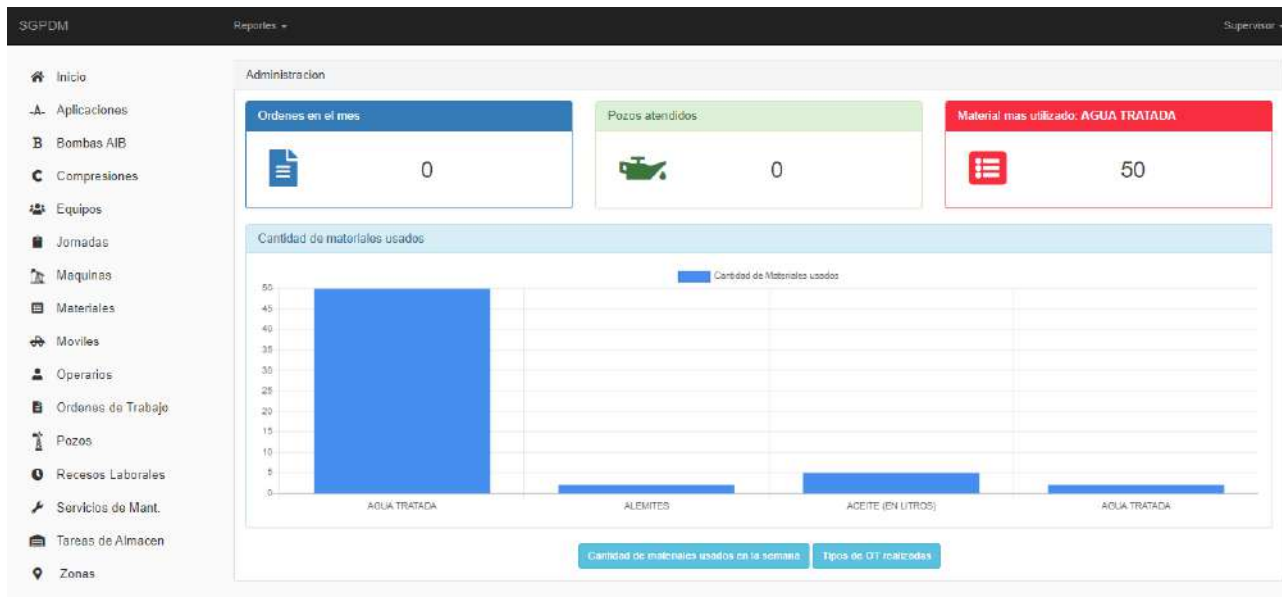 SGPDM Reportes Supervisor
Inicio
Aplicaciones
B Bombas AIB
C Compresiones
Equipos
Jornadas
Maquinas
Materiales
Moviles
Operarios
Ordenes de Trabajo
Pozos
Recesos Laborales
Servicios de Mant.
Tareas de Almacen
Zonas
Administracion
Ordenes en el mes
0
Pozos atendidos
0
Material mas utilizado: AGUA TRATADA
50
Cantidad de materiales usados
Cantidad de Materiales usados
50
45
40
35
30
25
20
15
10
5
0
AGUA TRATADA ALEMITES ACEITE (EN LITROS) AGUA TRATADA
Cantidad de materiales usados en la semana Tipos de OT realizadas